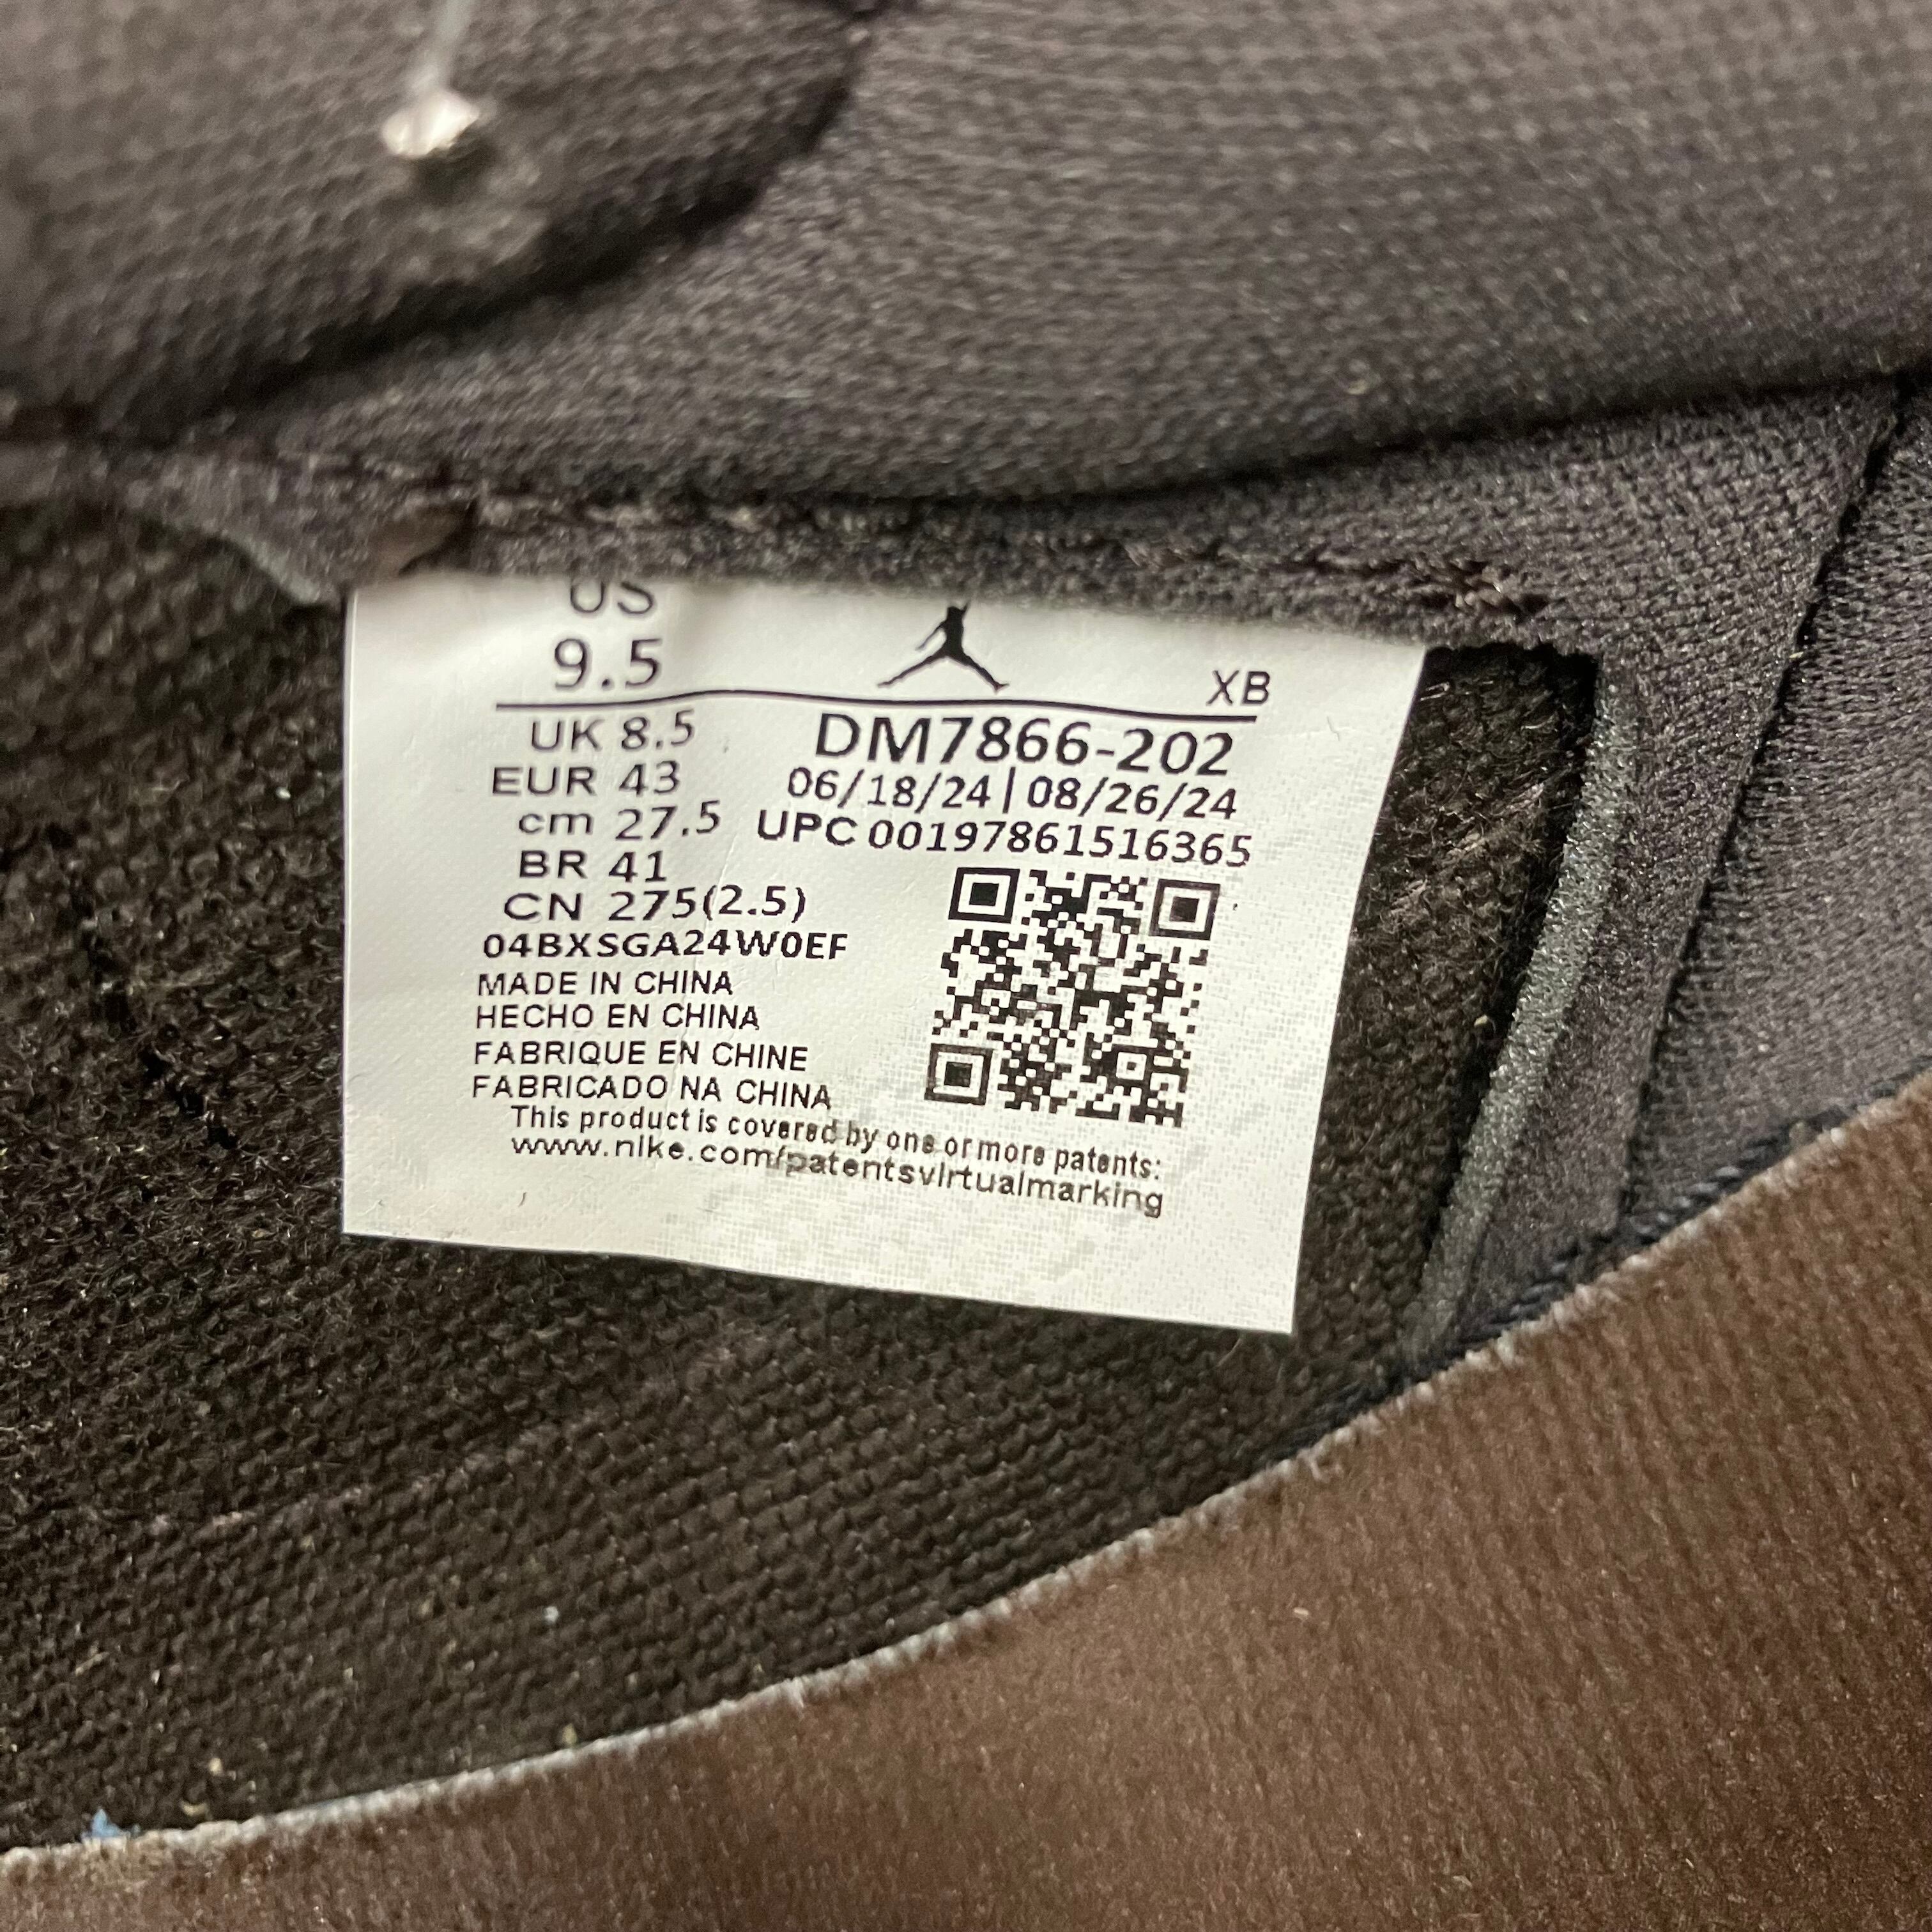 US
9.5
XB
UK 8.5
EUR 43
cm 27.5
BR 41
CN 275(2.5)
DM7866-202
06/18/24|08/26/24
UPC 00197861516365
04BXSGA24W0EF
MADE IN CHINA
HECHO EN CHINA
FABRIQUE EN CHINE
FABRICADO NA CHINA
This product is covered by one or more patents:
www.nike.com/patentsvirtualmarking